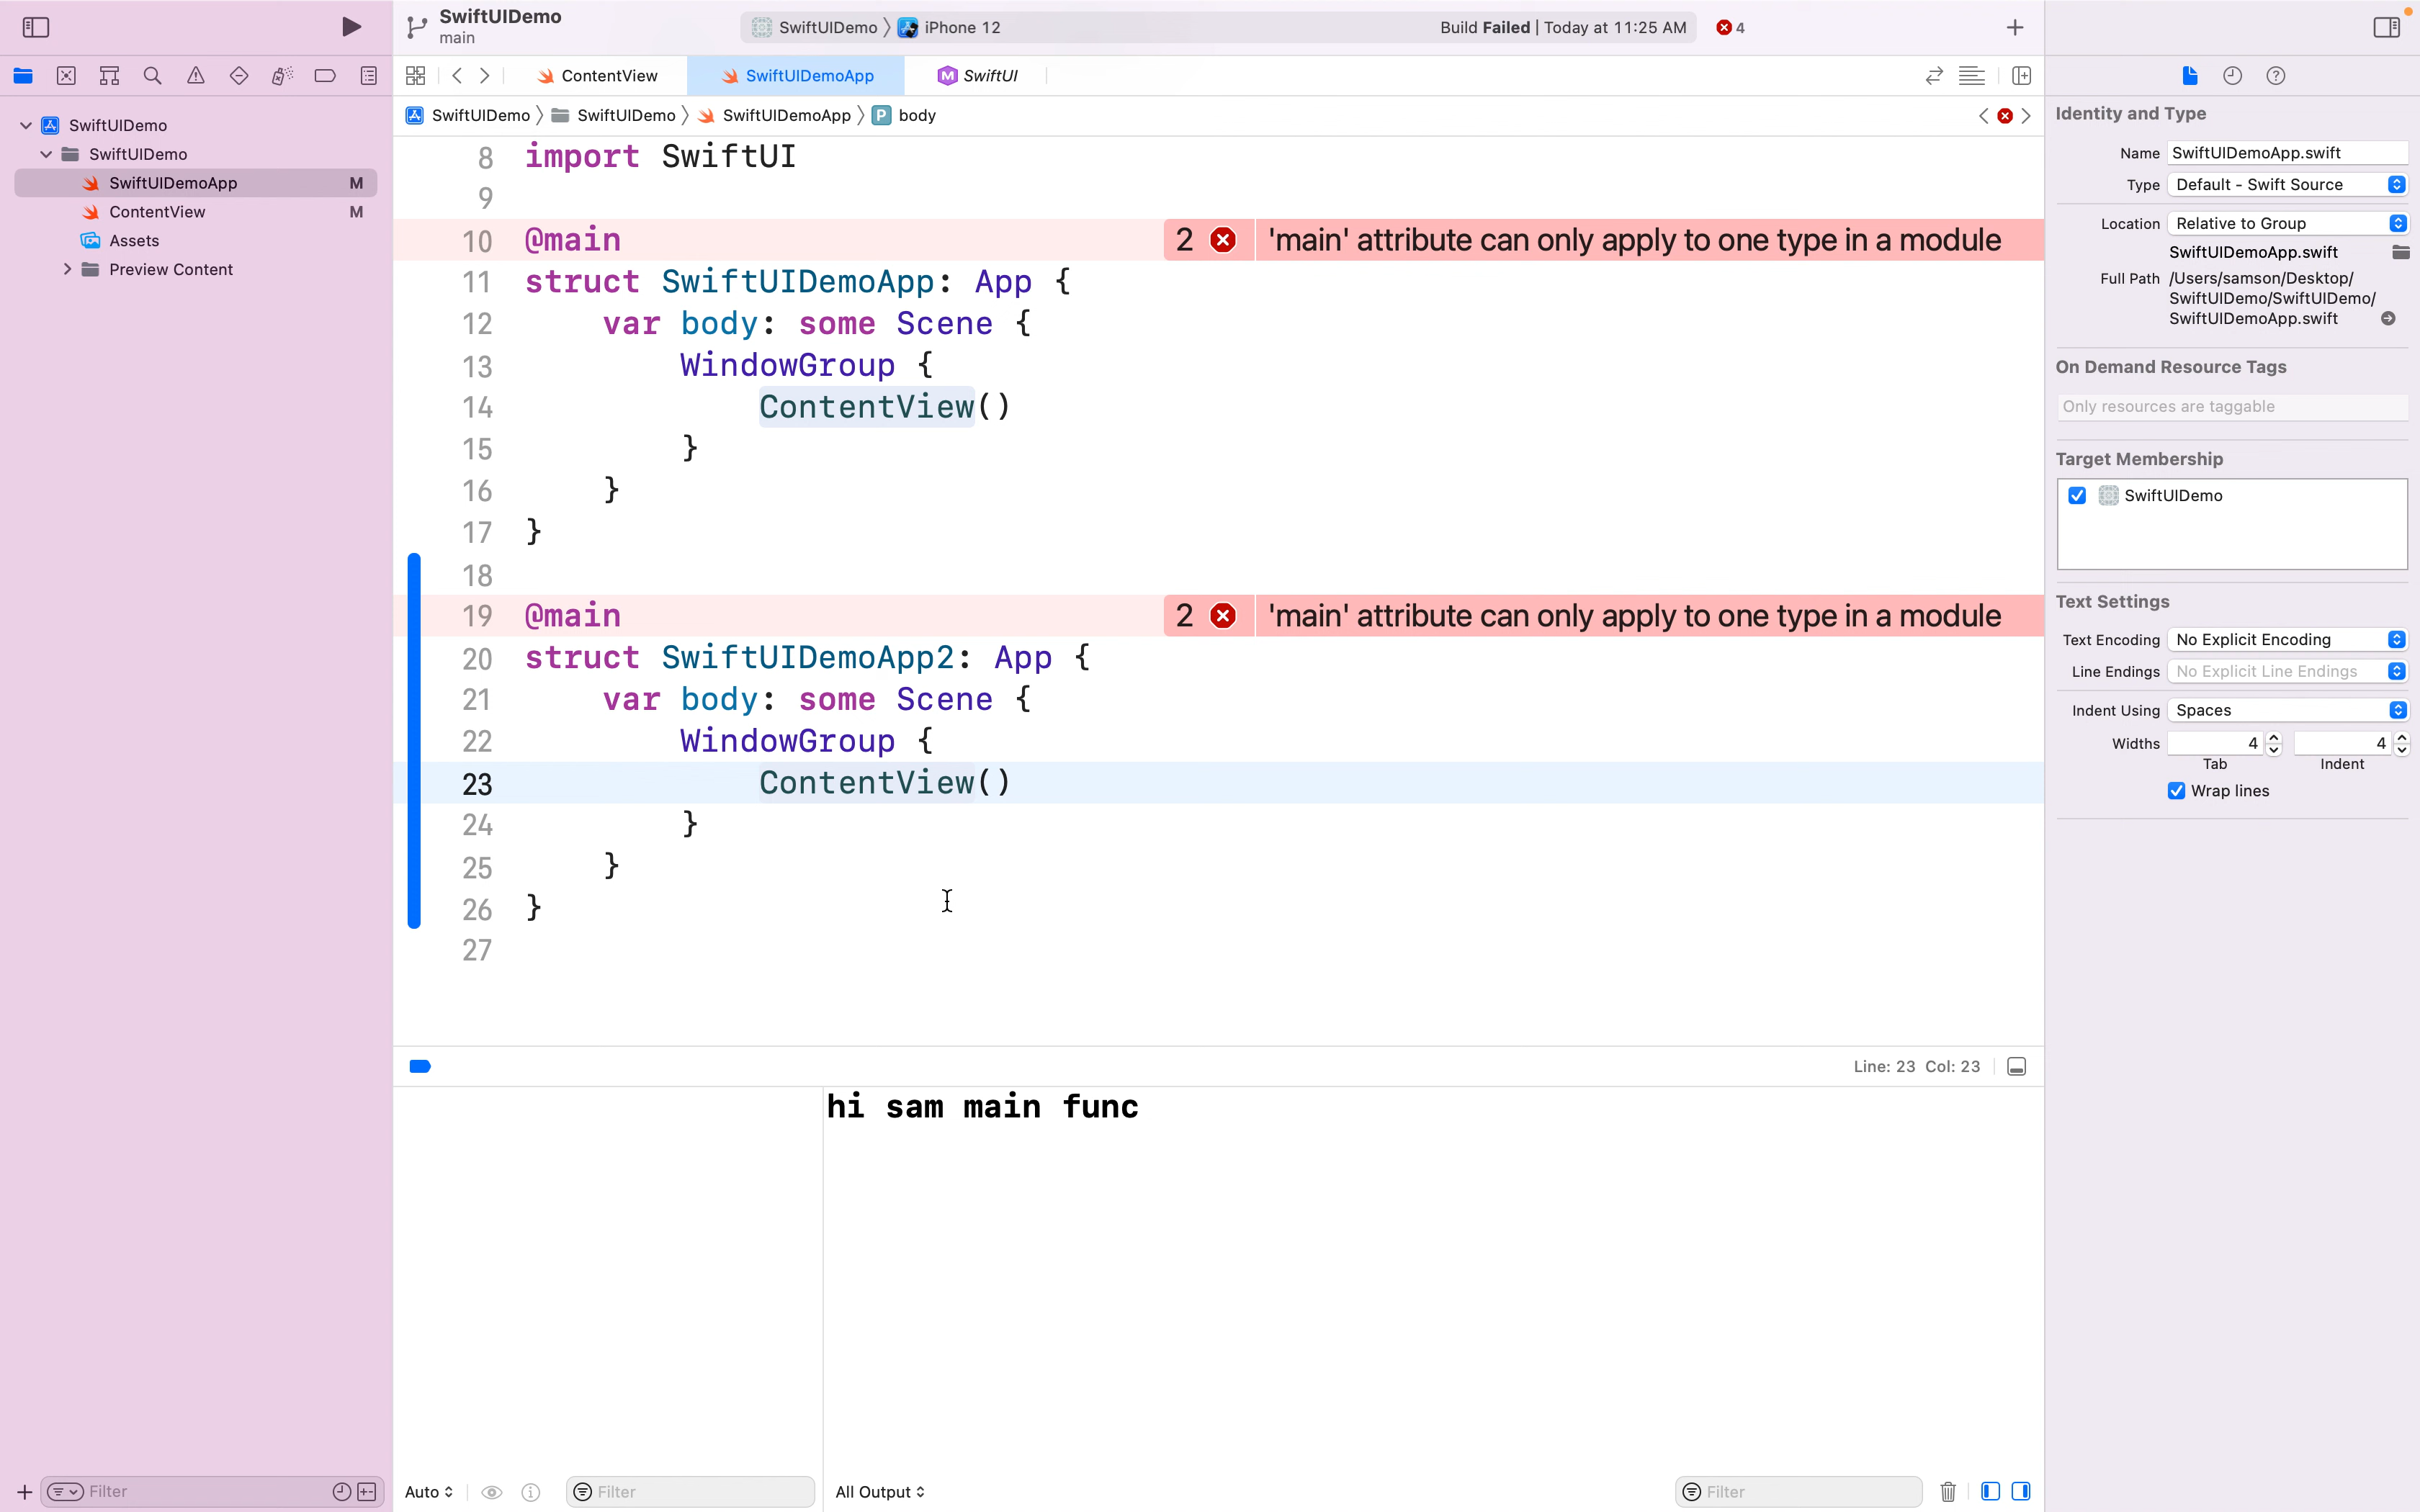 SwiftUIDemo
main
SwiftUIDemo 〉 iPhone 12
Build Failed | Today at 11:25 AM
4
ContentView
SwiftUIDemoApp
M SwiftUI
SwiftUIDemo 〉 SwiftUIDemo 〉 SwiftUIDemoApp 〉 P body
SwiftUIDemo
SwiftUIDemo
SwiftUIDemoApp M
ContentView M
Assets
Preview Content
8 import SwiftUI
9
10 @main 2 'main' attribute can only apply to one type in a module
11 struct SwiftUIDemoApp: App {
12 var body: some Scene {
13 WindowGroup {
14 ContentView()
15 }
16 }
17 }
18
19 @main 2 'main' attribute can only apply to one type in a module
20 struct SwiftUIDemoApp2: App {
21 var body: some Scene {
22 WindowGroup {
23 ContentView()
24 }
25 }
26 }
27
Line: 23 Col: 23
hi sam main func
Filter
Auto
Filter
All Output
Filter
Identity and Type
Name SwiftUIDemoApp.swift
Type Default - Swift Source
Location Relative to Group
SwiftUIDemoApp.swift
Full Path /Users/samson/Desktop/
SwiftUIDemo/SwiftUIDemo/
SwiftUIDemoApp.swift
On Demand Resource Tags
Only resources are taggable
Target Membership
SwiftUIDemo
Text Settings
Text Encoding No Explicit Encoding
Line Endings No Explicit Line Endings
Indent Using Spaces
Widths 4 4
Tab Indent
Wrap lines